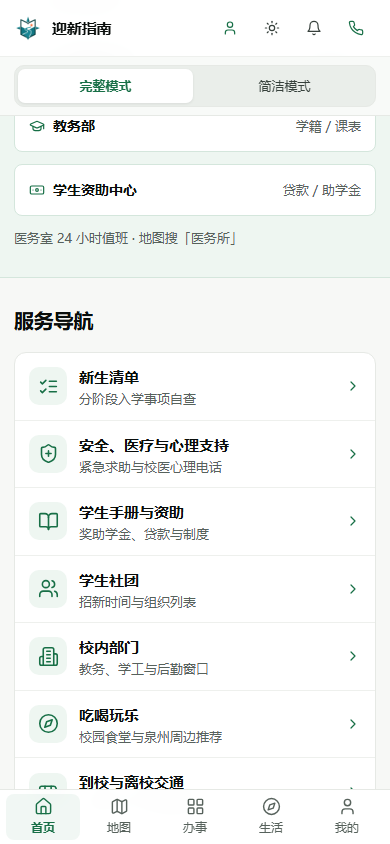 迎新指南
完整模式
简洁模式
教务部 学籍 / 课表
学生资助中心 贷款 / 助学金
医务室 24 小时值班 · 地图搜「医务所」
服务导航
新生清单
分阶段入学事项自查
安全、医疗与心理支持
紧急求助与校医心理电话
学生手册与资助
奖助学金、贷款与制度
学生社团
招新时间与组织列表
校内部门
教务、学工与后勤窗口
吃喝玩乐
校园食堂与泉州周边推荐
到校与离校交通
首页
地图
办事
生活
我的